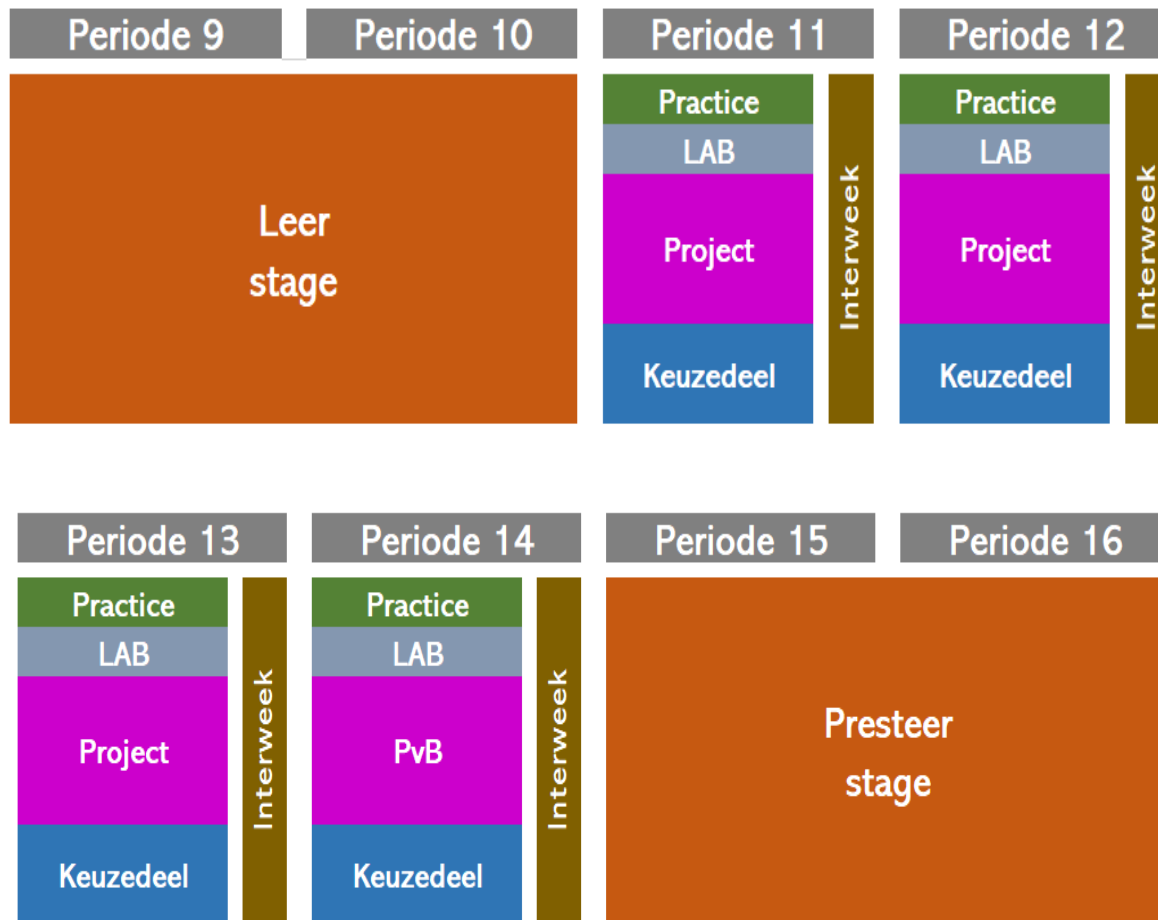 Periode 9
Periode 10
Periode 11
Periode 12
Leer
stage
Practice
LAB
Project
Keuzedeel
Interweek
Practice
LAB
Project
Keuzedeel
Interweek
Periode 13
Periode 14
Periode 15
Periode 16
Practice
LAB
Project
Keuzedeel
Interweek
Practice
LAB
PvB
Keuzedeel
Interweek
Presteer
stage